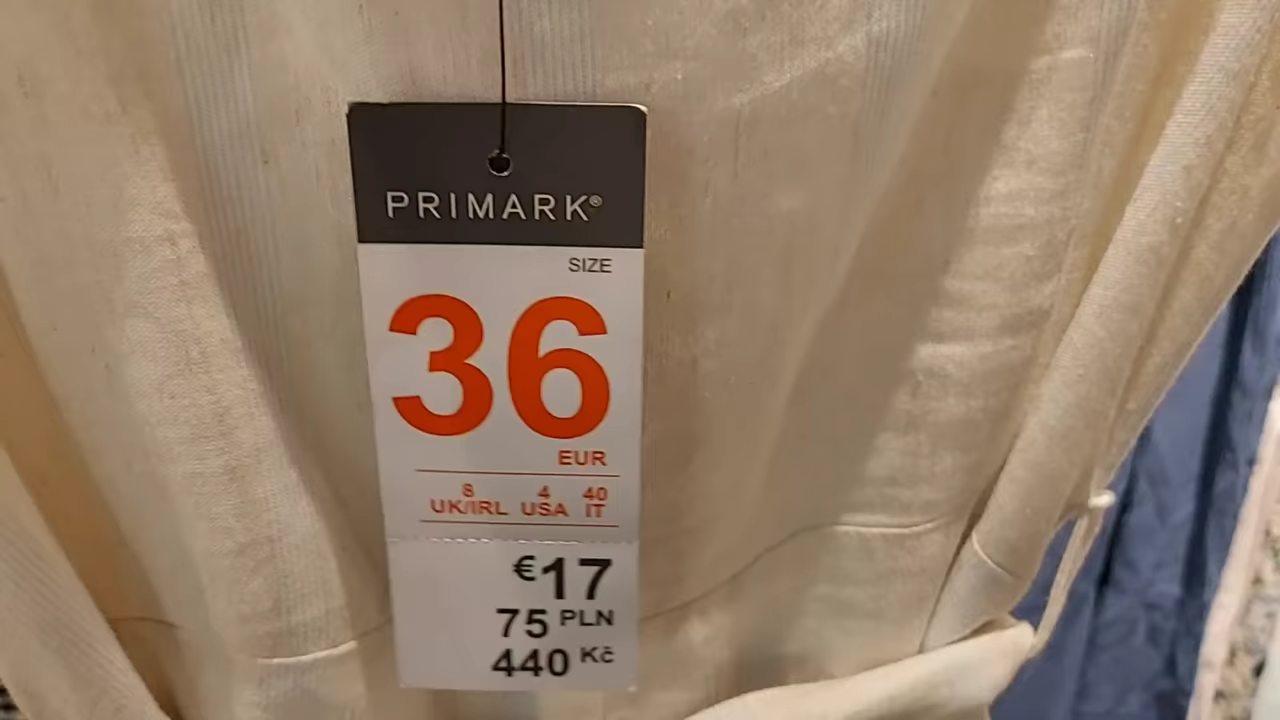 PRIMARK®
SIZE
36
EUR
8 4 40
UK/IRL USA IT
€17
75 PLN
440 Kč